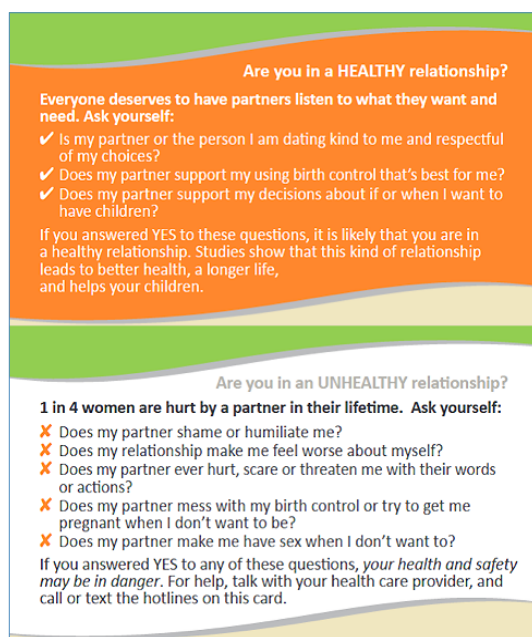 Are you in a HEALTHY relationship?
Everyone deserves to have partners listen to what they want and
need. Ask yourself:
✔ Is my partner or the person I am dating kind to me and respectful
of my choices?
✔ Does my partner support my using birth control that's best for me?
✔ Does my partner support my decisions about if or when I want to
have children?
If you answered YES to these questions, it is likely that you are in
a healthy relationship. Studies show that this kind of relationship
leads to better health, a longer life,
and helps your children.
Are you in an UNHEALTHY relationship?
1 in 4 women are hurt by a partner in their lifetime. Ask yourself:
✘ Does my partner shame or humiliate me?
✘ Does my relationship make me feel worse about myself?
✘ Does my partner ever hurt, scare or threaten me with their words
or actions?
✘ Does my partner mess with my birth control or try to get me
pregnant when I don't want to be?
✘ Does my partner make me have sex when I don't want to?
If you answered YES to any of these questions, your health and safety
may be in danger. For help, talk with your health care provider, and
call or text the hotlines on this card.